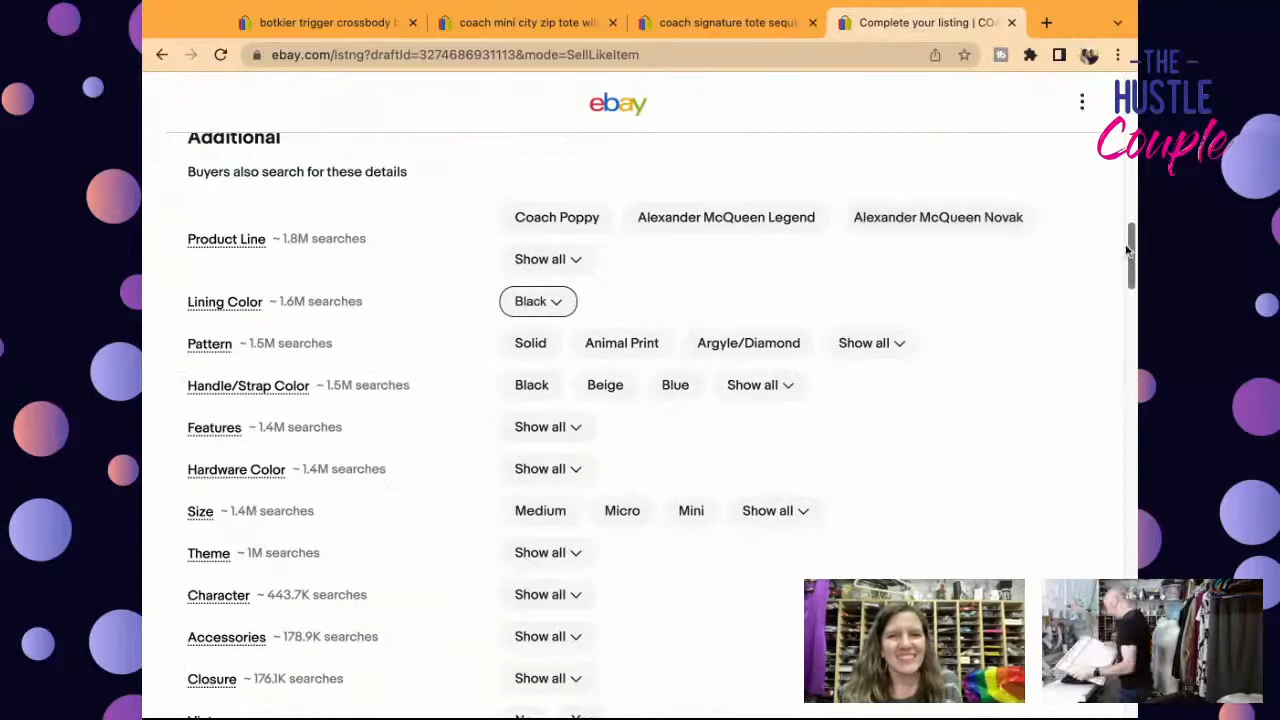 botkier trigger crossbody b
coach mini city zip tote wil
coach signature tote seque
Complete your listing | CO
ebay.com/lstng?draftId=3274686931113&mode=SellLikeItem
-THE-
HUSTLE
Couple
ebay
Additional
Buyers also search for these details
Product Line ~ 1.8M searches
Coach Poppy
Alexander McQueen Legend
Alexander McQueen Novak
Show all
Lining Color ~ 1.6M searches
Black
Pattern ~ 1.5M searches
Solid
Animal Print
Argyle/Diamond
Show all
Handle/Strap Color ~ 1.5M searches
Black
Beige
Blue
Show all
Features ~ 1.4M searches
Show all
Hardware Color ~ 1.4M searches
Show all
Size ~ 1.4M searches
Medium
Micro
Mini
Show all
Theme ~ 1M searches
Show all
Character ~ 443.7K searches
Show all
Accessories ~ 178.9K searches
Show all
Closure ~ 176.1K searches
Show all